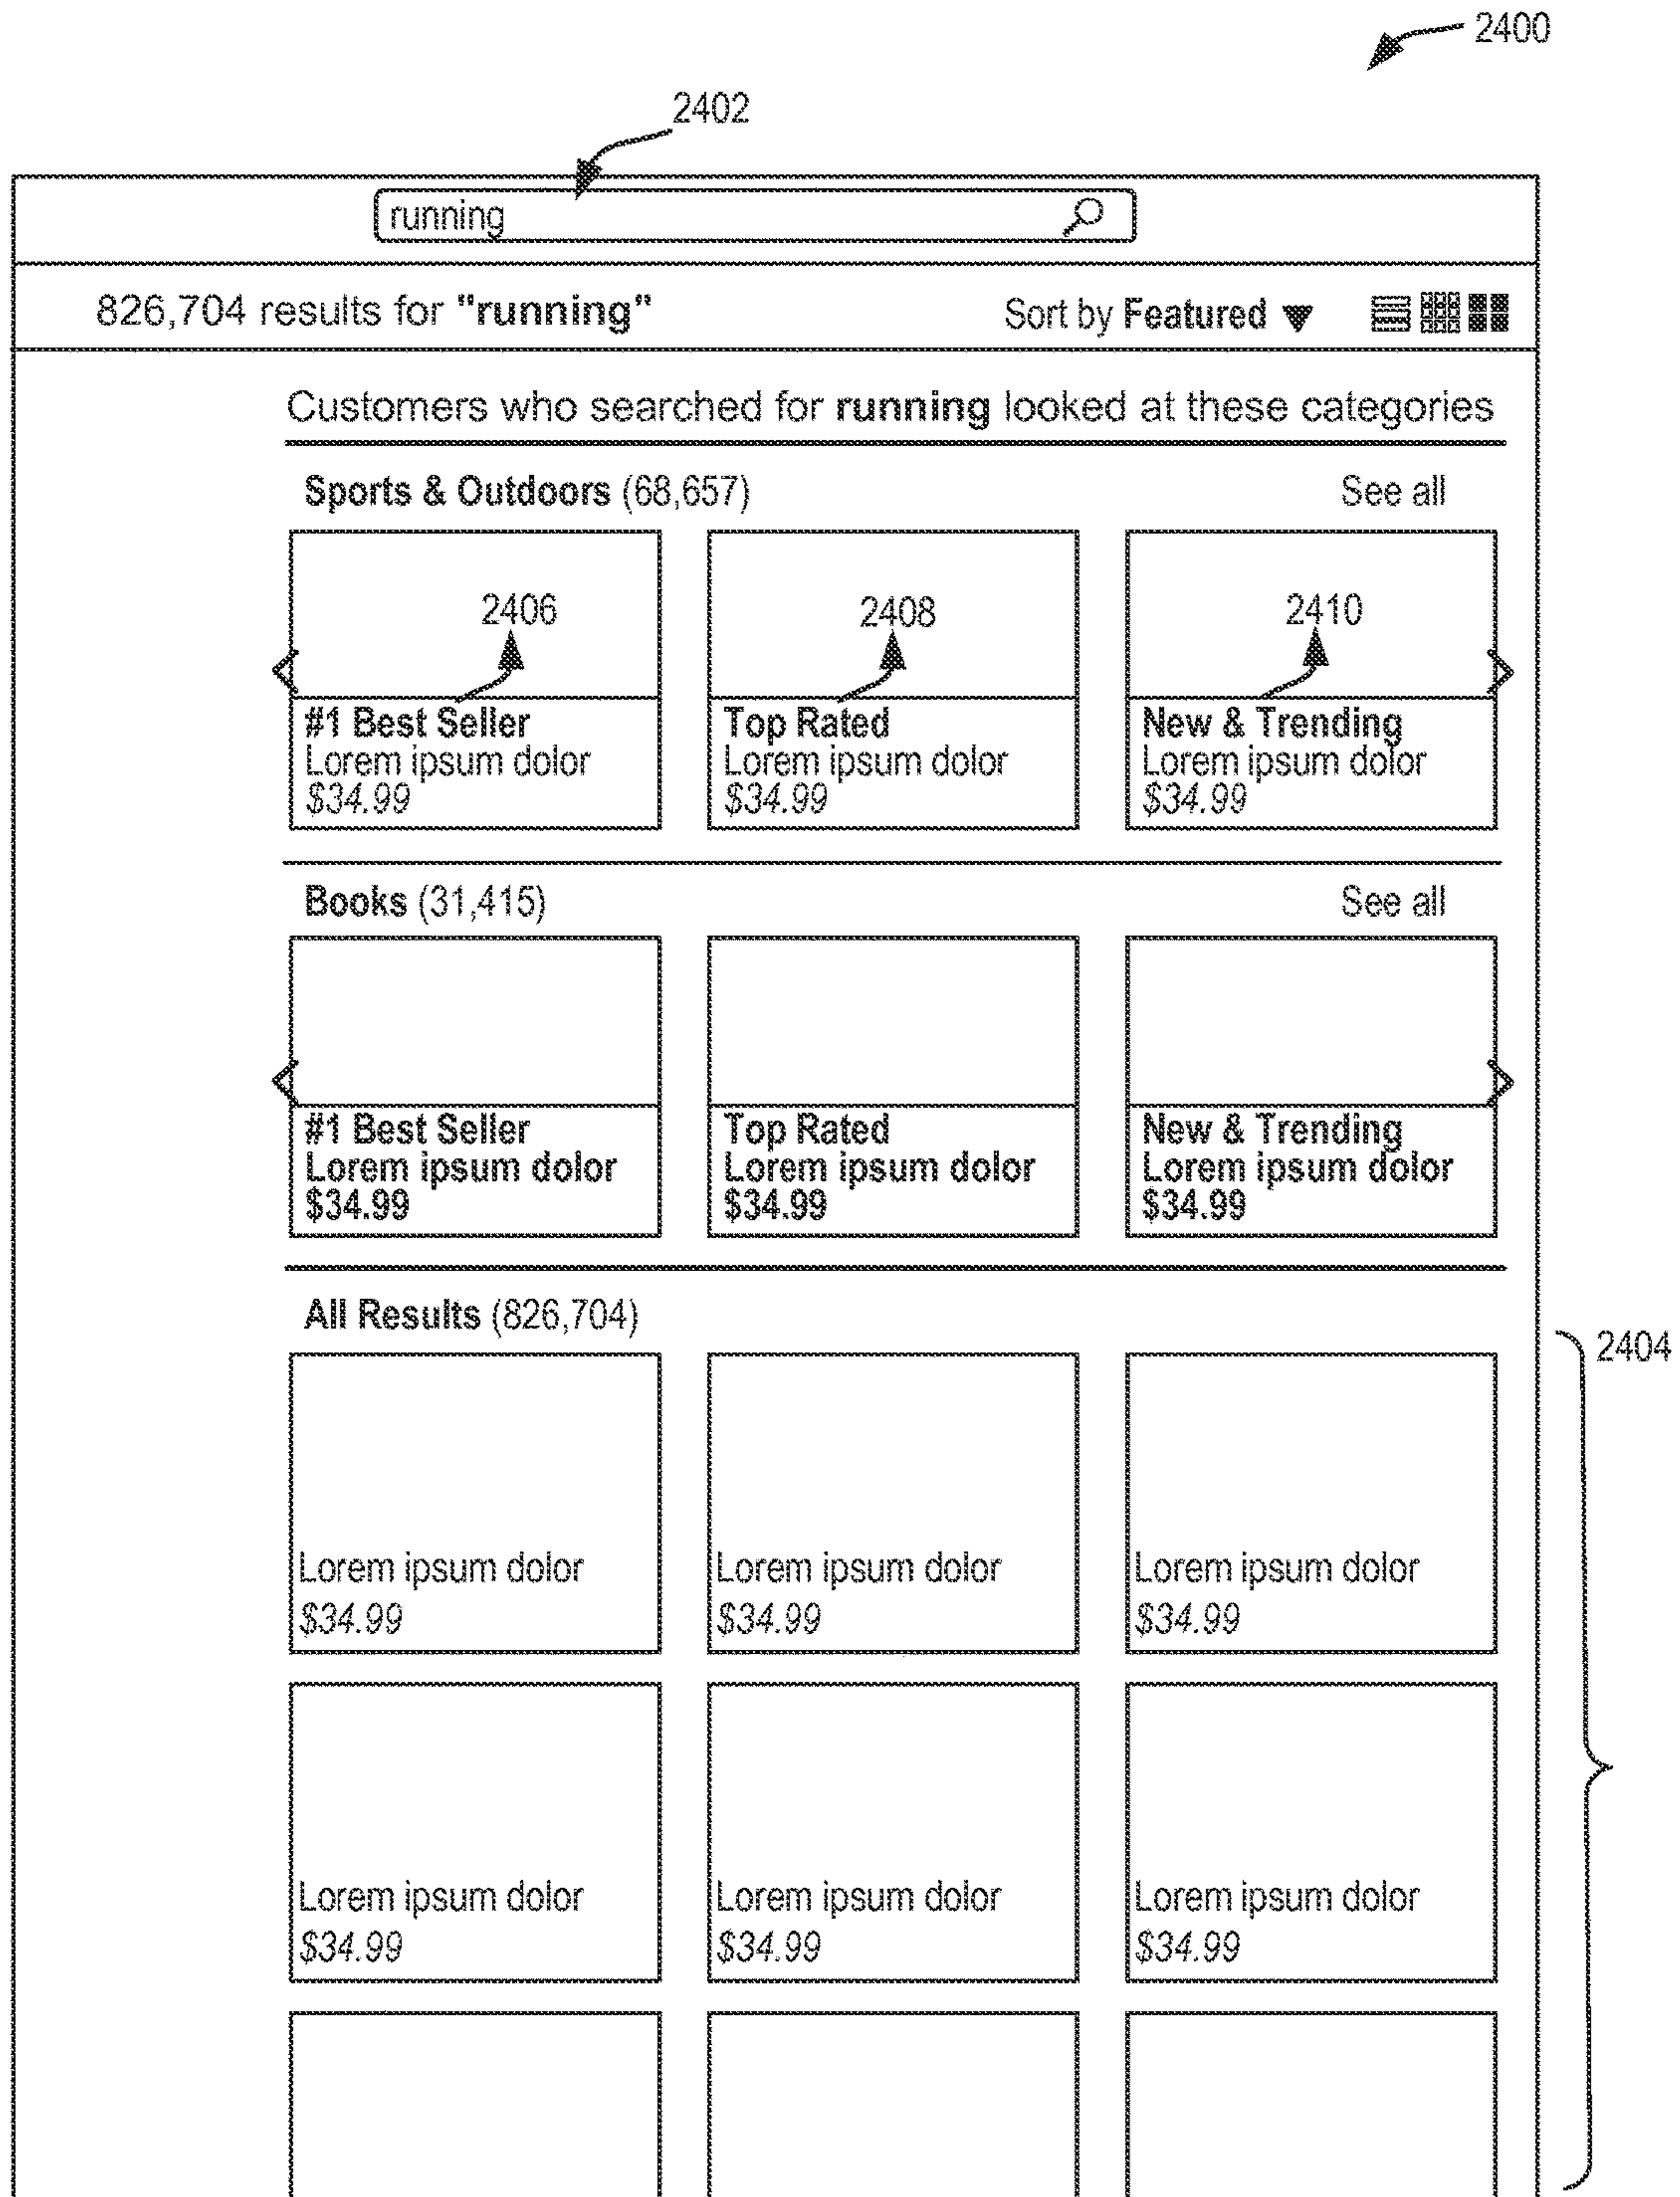 2400
2402
running
826,704 results for "running" Sort by Featured
Customers who searched for running looked at these categories
Sports & Outdoors (68,657) See all
2406 2408 2410
#1 Best Seller Top Rated New & Trending
Lorem ipsum dolor Lorem ipsum dolor Lorem ipsum dolor
$34.99 $34.99 $34.99
Books (31,415) See all
#1 Best Seller Top Rated New & Trending
Lorem ipsum dolor Lorem ipsum dolor Lorem ipsum dolor
$34.99 $34.99 $34.99
All Results (826,704)
2404
Lorem ipsum dolor Lorem ipsum dolor Lorem ipsum dolor
$34.99 $34.99 $34.99
Lorem ipsum dolor Lorem ipsum dolor Lorem ipsum dolor
$34.99 $34.99 $34.99